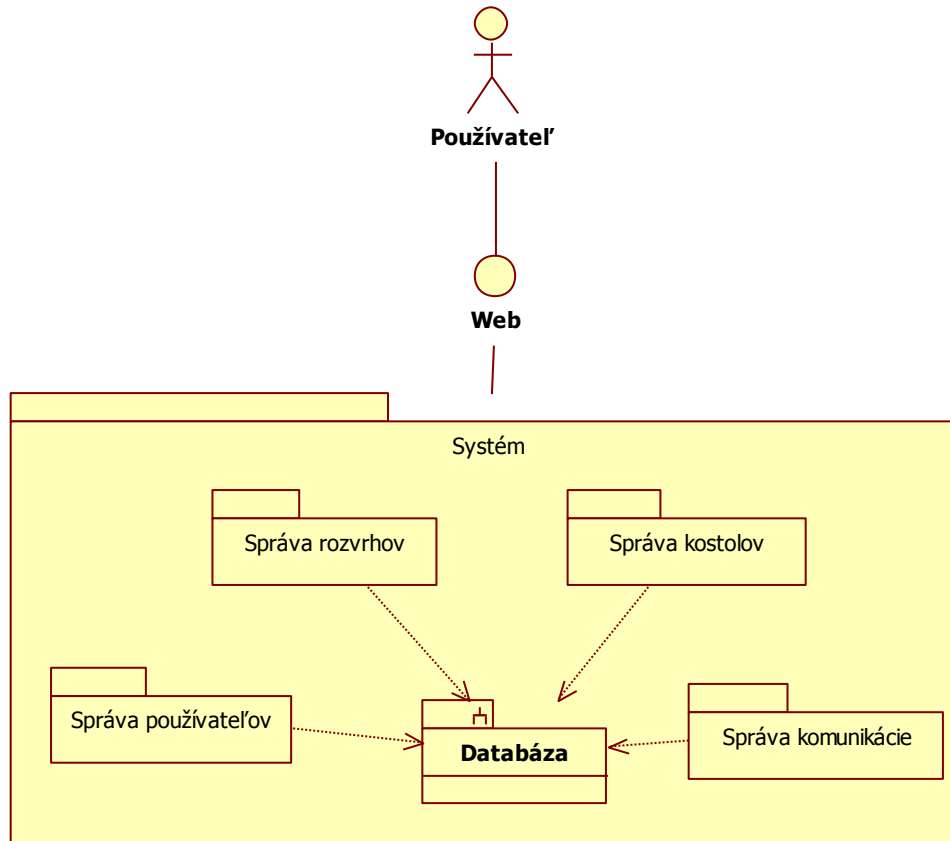 Používateľ
Web
Systém
Správa rozvrhov
Správa kostolov
Správa používateľov
Databáza
Správa komunikácie